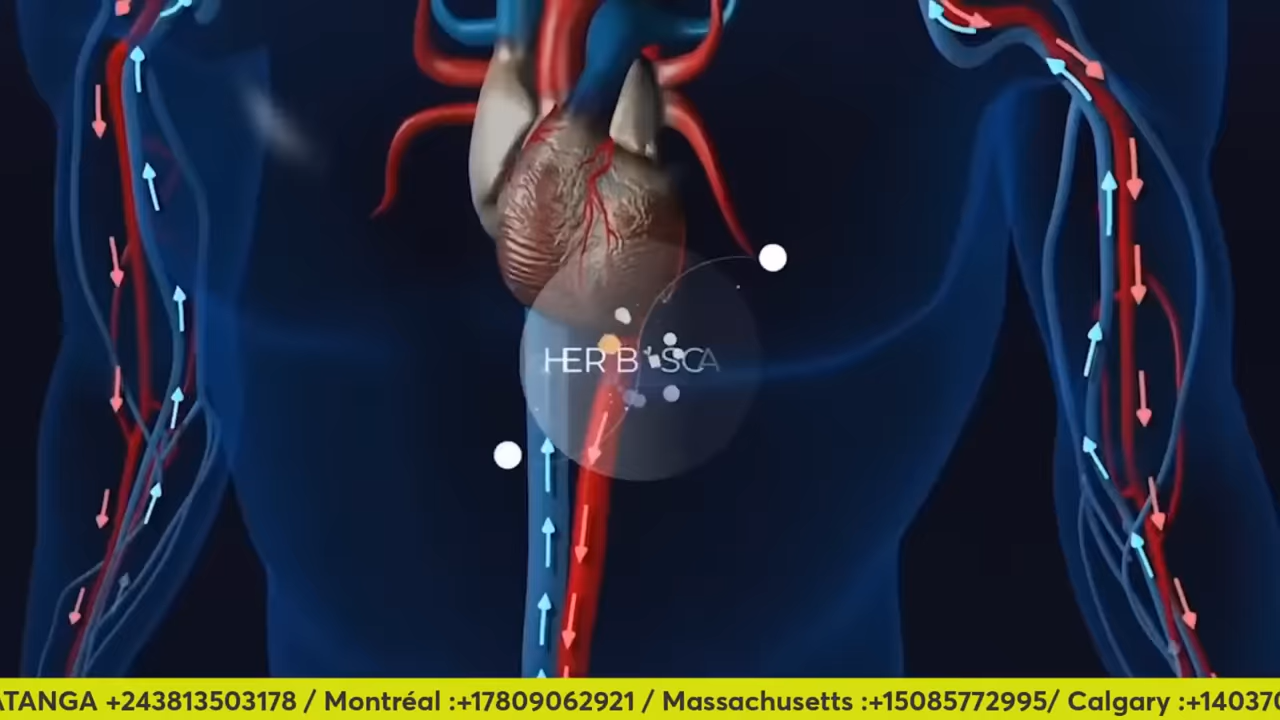 HER B SCA
ATANGA +243813503178 / Montréal :+17809062921 / Massachusetts :+15085772995/ Calgary :+140370